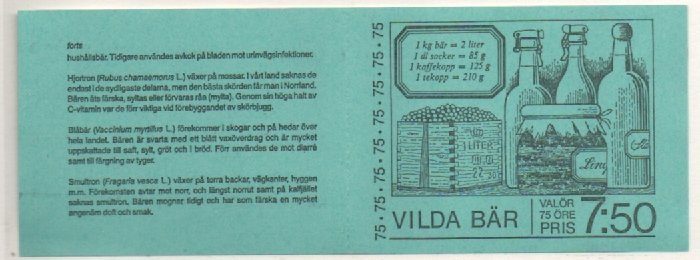 forts
hushållsbär. Tidigare användes avkok på bladen mot urinvägsinfektioner.
Hjortron (Rubus chamaemorus L.) växor på mossar. I vårt land saknas de
endast i de sydligaste delarna, men den bästa skörden får man i Norrland.
Bären äts färska, syltas eller förvaras råa (mylta). Genom sin höga halt av
C-vitamin var de förr viktiga vid förebyggandet av skörbjugg.
Blåbär (Vaccinium myrtillus L.) förekommer i skogar och på hedar över
hela landet. Bären är svarta med ett blått vaxöverdrag och är mycket
uppskattade till saft, sylt, gröt och i bröd. Förr användes de mot diarré
samt till färgning av tyger.
Smultron (Fragaria vesca L.) växer på torra backar, vägkanter, hyggen
m.m. Förekomsten avtar mot norr, och längst norrut samt på kalfjället
saknas smultron. Bären mognar tidigt och har som färska en mycket
angenäm doft och smak.
75•75•75•75•75•75•75
1 kg bär = 2 liter
1 dl socker = 85 g
1 kaffekopp = 125 g
1 tekopp = 210 g
LITER
Ling
VILDA BÄR
VALÖR
75 ÖRE
PRIS
7:50